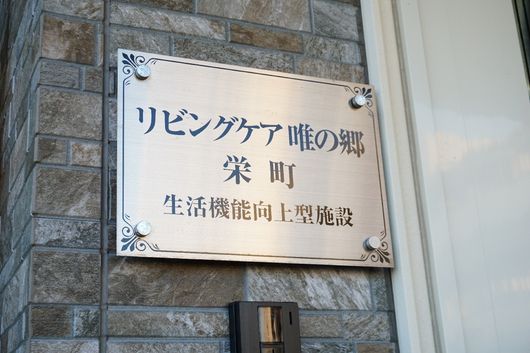 リビングケア 唯の郷
栄町
生活機能向上型施設